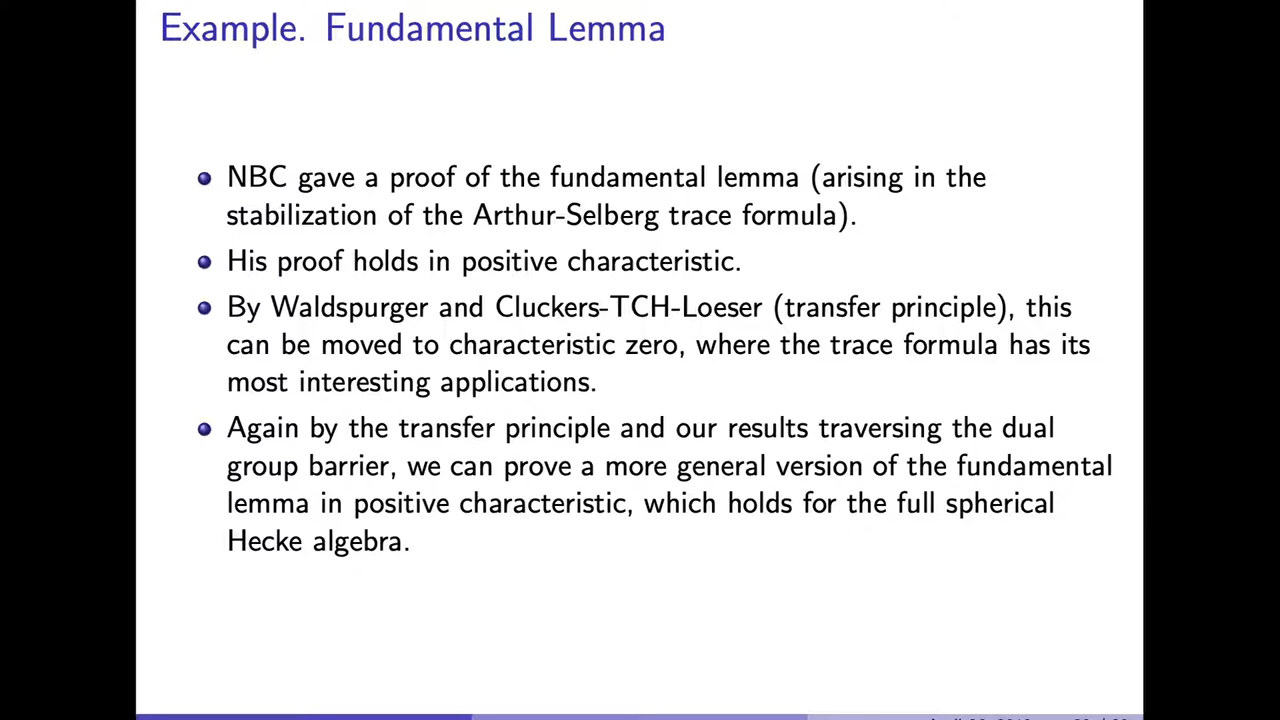 Example. Fundamental Lemma
NBC gave a proof of the fundamental lemma (arising in the
stabilization of the Arthur-Selberg trace formula).
His proof holds in positive characteristic.
By Waldspurger and Cluckers-TCH-Loeser (transfer principle), this
can be moved to characteristic zero, where the trace formula has its
most interesting applications.
Again by the transfer principle and our results traversing the dual
group barrier, we can prove a more general version of the fundamental
lemma in positive characteristic, which holds for the full spherical
Hecke algebra.